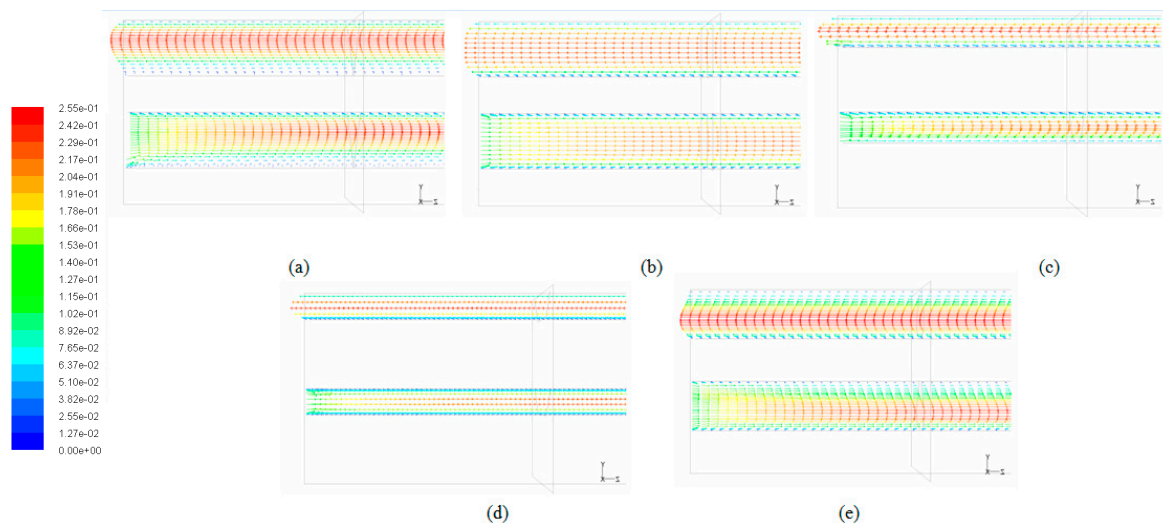 2.55e-01
2.42e-01
2.29e-01
2.17e-01
2.04e-01
1.91e-01
1.78e-01
1.66e-01
1.53e-01
1.40e-01
1.27e-01
1.15e-01
1.02e-01
8.92e-02
7.65e-02
6.37e-02
5.10e-02
3.82e-02
2.55e-02
1.27e-02
0.00e+00
Y
X Z
Y
X Z
Y
X Z
(a) (b) (c)
Y
X Z
Y
X Z
(d) (e)